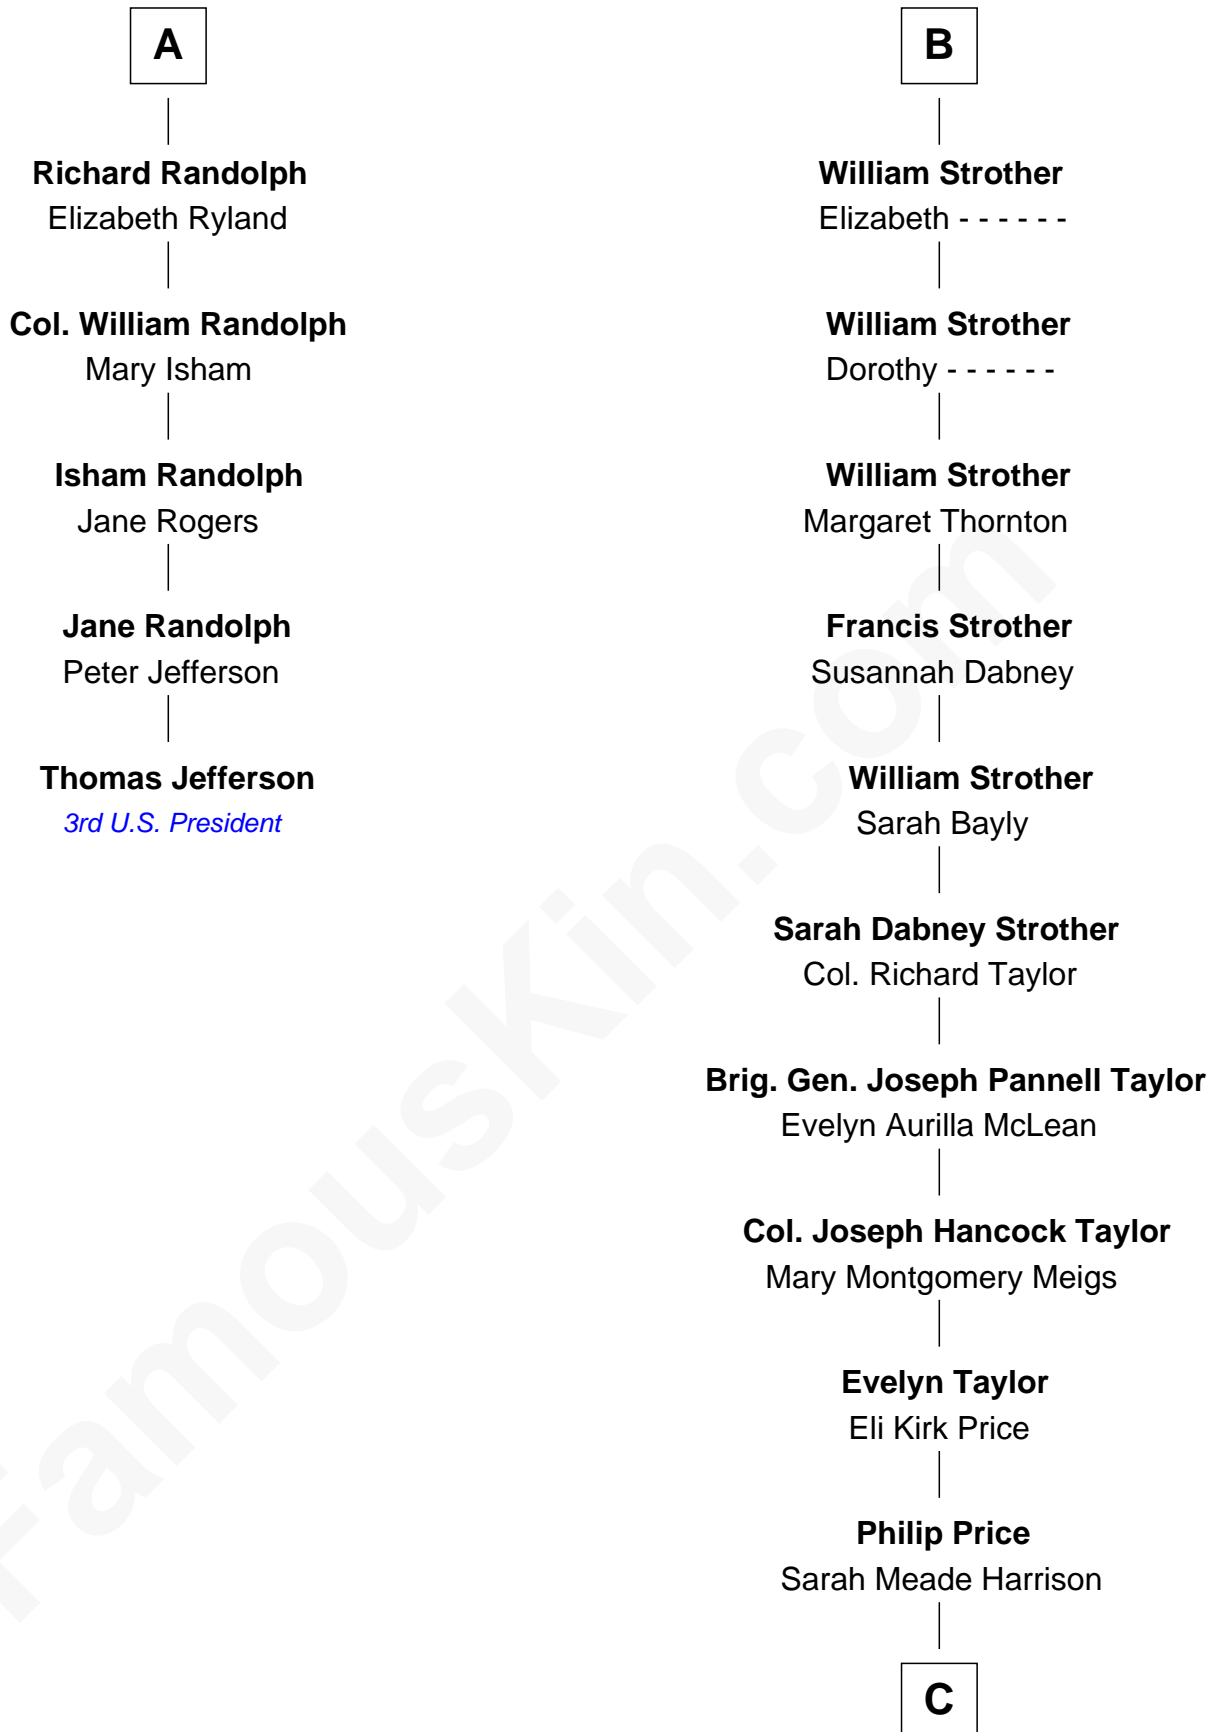 A
Richard Randolph
Elizabeth Ryland
Col. William Randolph
Mary Isham
Isham Randolph
Jane Rogers
Jane Randolph
Peter Jefferson
Thomas Jefferson
3rd U.S. President
B
William Strother
Elizabeth - - - - - -
William Strother
Dorothy - - - - - -
William Strother
Margaret Thornton
Francis Strother
Susannah Dabney
William Strother
Sarah Bayly
Sarah Dabney Strother
Col. Richard Taylor
Brig. Gen. Joseph Pannell Taylor
Evelyn Aurilla McLean
Col. Joseph Hancock Taylor
Mary Montgomery Meigs
Evelyn Taylor
Eli Kirk Price
Philip Price
Sarah Meade Harrison
C
FamousKin.com